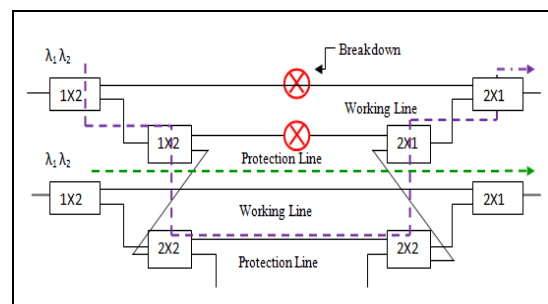 λ1 λ2
Breakdown
1X2
2X1
Working Line
1X2
2X1
Protection Line
λ1 λ2
1X2
2X1
Working Line
2X2
2X2
Protection Line